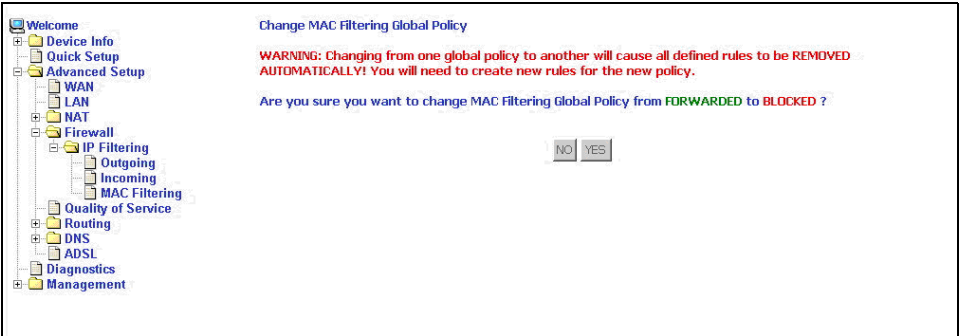 Welcome
Device Info
Quick Setup
Advanced Setup
WAN
LAN
NAT
Firewall
IP Filtering
Outgoing
Incoming
MAC Filtering
Quality of Service
Routing
DNS
ADSL
Diagnostics
Management
Change MAC Filtering Global Policy
WARNING: Changing from one global policy to another will cause all defined rules to be REMOVED
AUTOMATICALLY! You will need to create new rules for the new policy.
Are you sure you want to change MAC Filtering Global Policy from FORWARDED to BLOCKED ?
NO YES